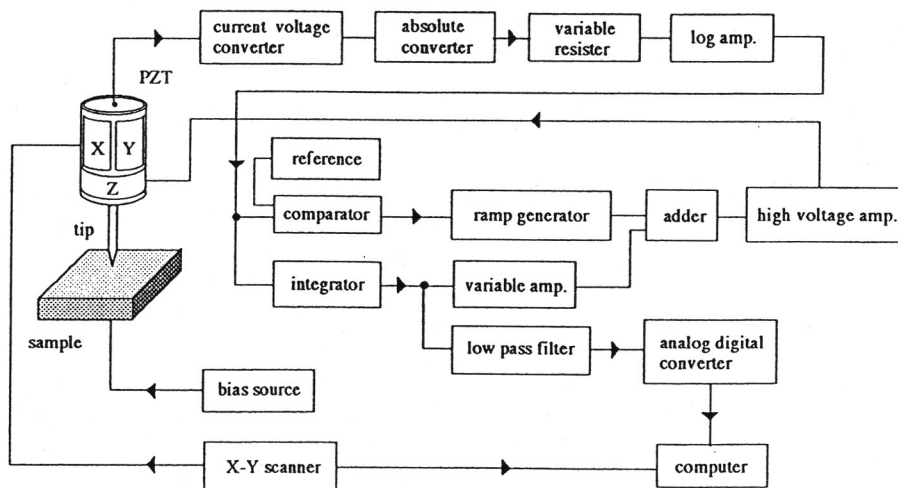 current voltage
converter
absolute
converter
variable
resister
log amp.
PZT
X
Y
Z
tip
sample
reference
comparator
ramp generator
adder
high voltage amp.
integrator
variable amp.
low pass filter
analog digital
converter
bias source
X-Y scanner
computer